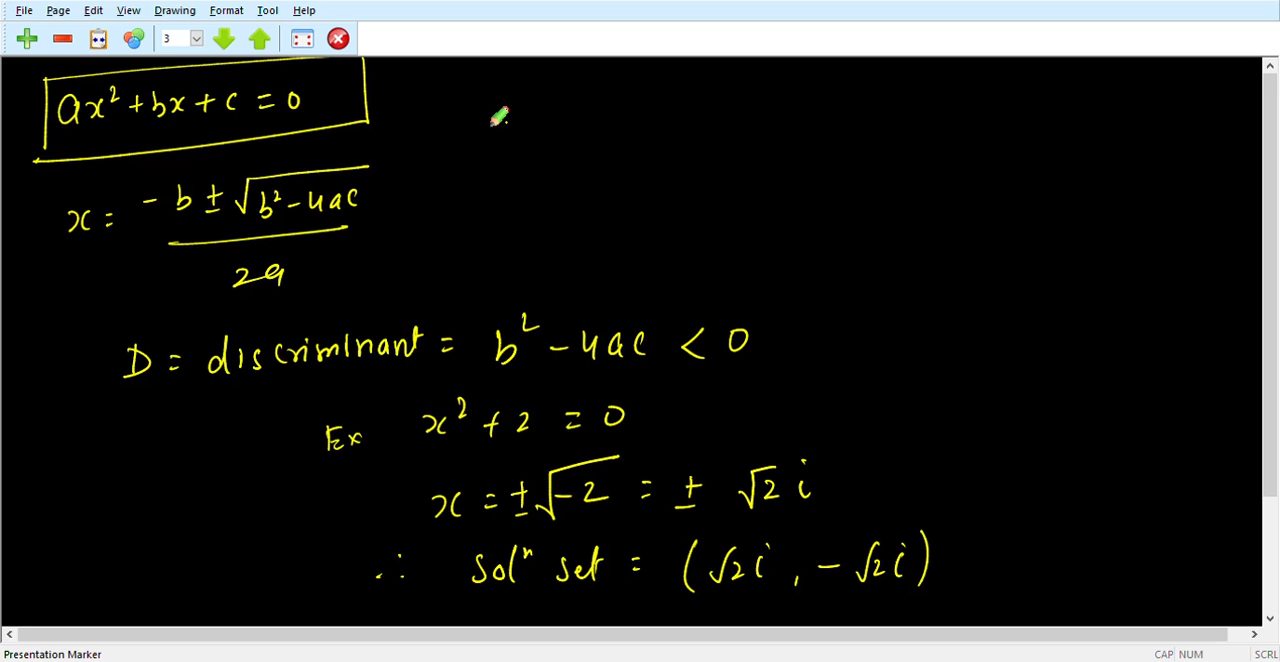 File Page Edit View Drawing Format Tool Help
3
ax² + bx + c = 0
x = -b ± √(b² - 4ac) / 2a
D = discriminant = b² - 4ac < 0
Ex x² + 2 = 0
x = ±√-2 = ± √2 i
∴ solⁿ set = (√2 i, - √2 i)
Presentation Marker CAP NUM SCRL